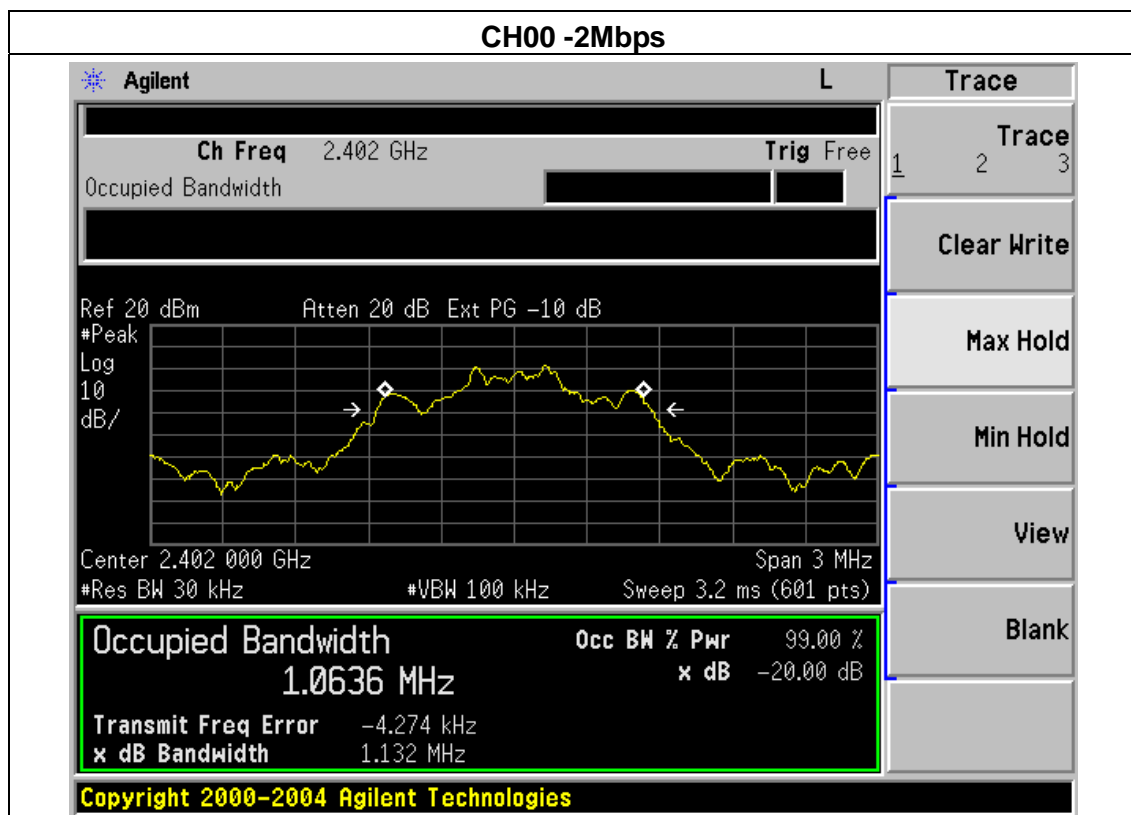 CH00 -2Mbps
Agilent L Trace
Ch Freq 2.402 GHz Trig Free
Occupied Bandwidth
Trace
1 2 3
Clear Write
Max Hold
Min Hold
View
Blank
Ref 20 dBm Atten 20 dB Ext PG -10 dB
#Peak
Log
10
dB/
Center 2.402 000 GHz Span 3 MHz
#Res BW 30 kHz #VBW 100 kHz Sweep 3.2 ms (601 pts)
Occupied Bandwidth Occ BW % Pwr 99.00 %
1.0636 MHz x dB -20.00 dB
Transmit Freq Error -4.274 kHz
x dB Bandwidth 1.132 MHz
Copyright 2000-2004 Agilent Technologies